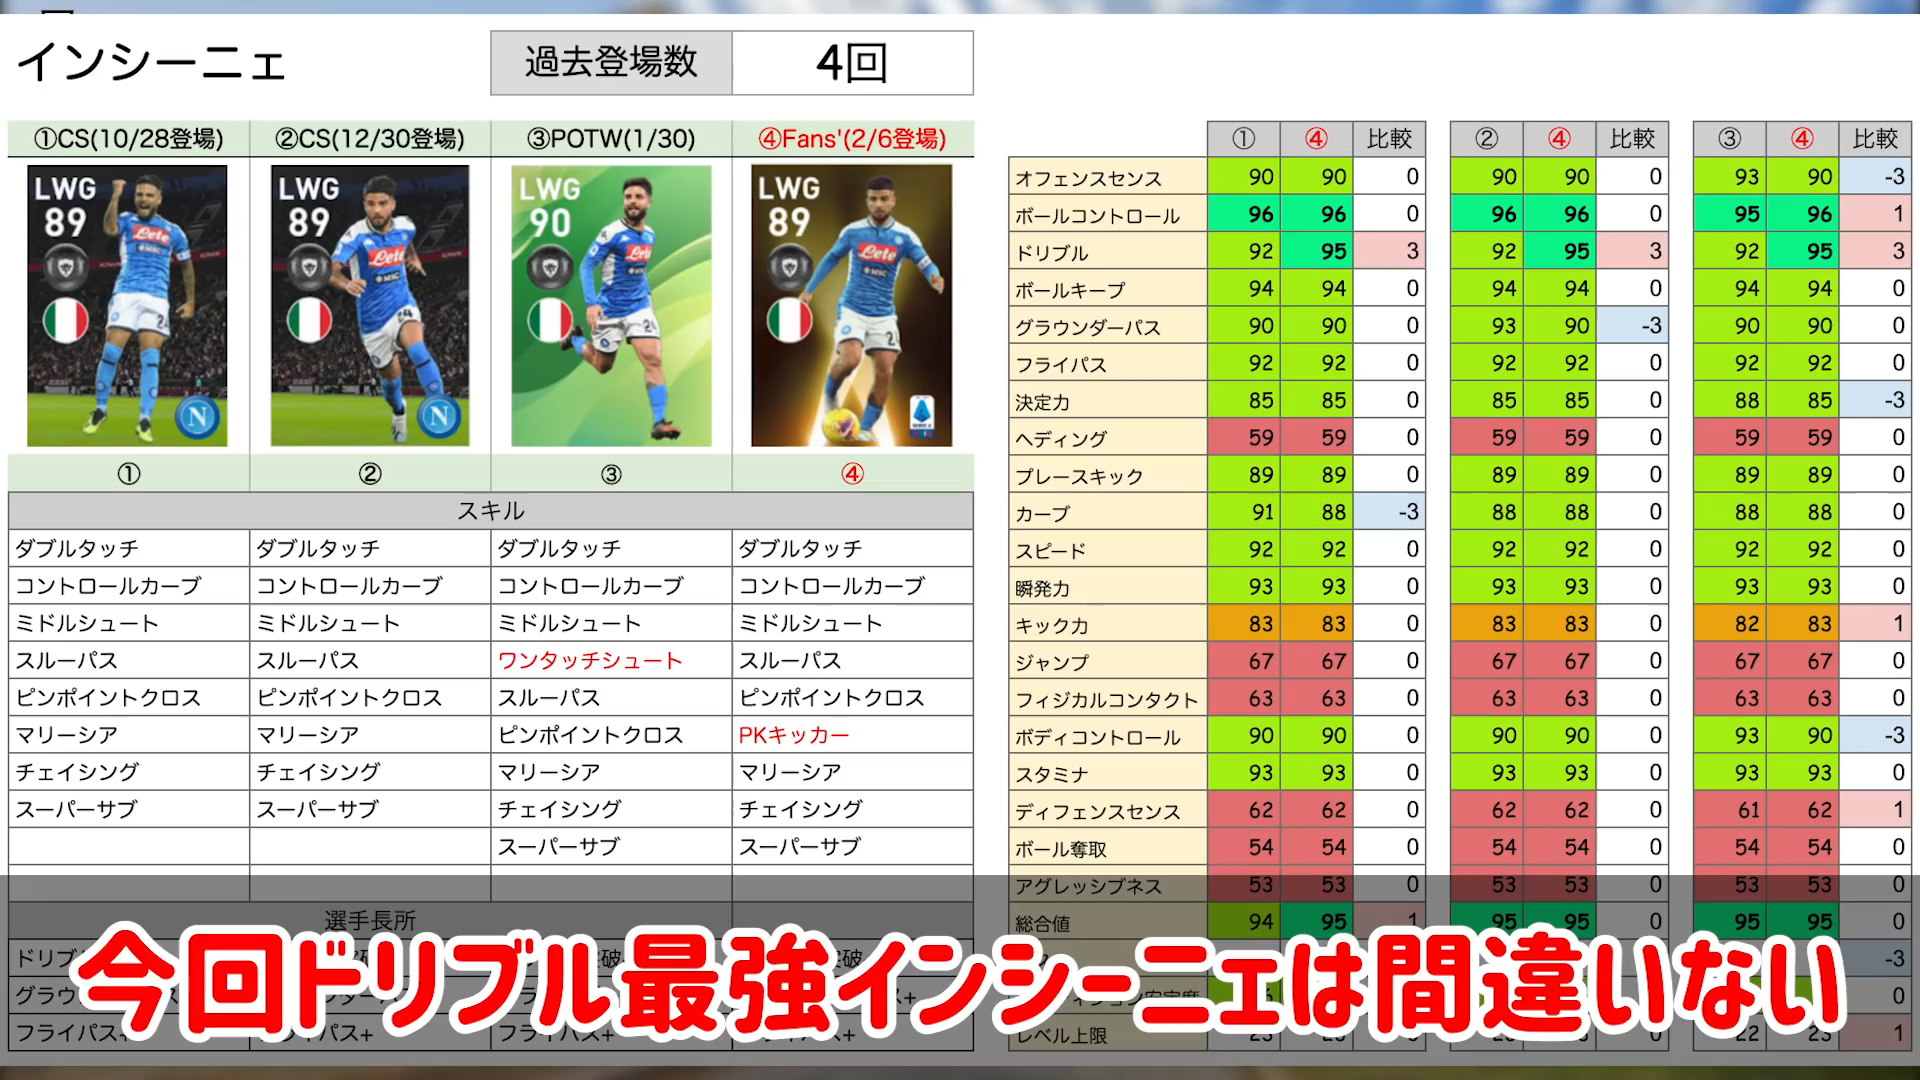 インシーニェ
過去登場数 4回
①CS(10/28登場) ②CS(12/30登場) ③POTW(1/30) ④Fans'(2/6登場)
LWG 89 LWG 89 LWG 90 LWG 89
① ② ③ ④
スキル
ダブルタッチ ダブルタッチ ダブルタッチ ダブルタッチ
コントロールカーブ コントロールカーブ コントロールカーブ コントロールカーブ
ミドルシュート ミドルシュート ミドルシュート ミドルシュート
スルーパス スルーパス ワンタッチシュート スルーパス
ピンポイントクロス ピンポイントクロス スルーパス ピンポイントクロス
マリーシア マリーシア ピンポイントクロス PKキッカー
チェイシング チェイシング マリーシア マリーシア
スーパーサブ スーパーサブ チェイシング チェイシング
スーパーサブ スーパーサブ
選手長所
① ④ 比較 ② ④ 比較 ③ ④ 比較
オフェンスセンス 90 90 0 90 90 0 93 90 -3
ボールコントロール 96 96 0 96 96 0 95 96 1
ドリブル 92 95 3 92 95 3 92 95 3
ボールキープ 94 94 0 94 94 0 94 94 0
グラウンダーパス 90 90 0 93 90 -3 90 90 0
フライパス 92 92 0 92 92 0 92 92 0
決定力 85 85 0 85 85 0 88 85 -3
ヘディング 59 59 0 59 59 0 59 59 0
プレースキック 89 89 0 89 89 0 89 89 0
カーブ 91 88 -3 88 88 0 88 88 0
スピード 92 92 0 92 92 0 92 92 0
瞬発力 93 93 0 93 93 0 93 93 0
キック力 83 83 0 83 83 0 82 83 1
ジャンプ 67 67 0 67 67 0 67 67 0
フィジカルコンタクト 63 63 0 63 63 0 63 63 0
ボディコントロール 90 90 0 90 90 0 93 90 -3
スタミナ 93 93 0 93 93 0 93 93 0
ディフェンスセンス 62 62 0 62 62 0 61 62 1
ボール奪取 54 54 0 54 54 0 54 54 0
アグレッシブネス 53 53 0 53 53 0 53 53 0
総合値 94 95 1 95 95 0 95 95 0
-3
0
レベル上限 22 23 1
今回ドリブル最強インシーニェは間違いない